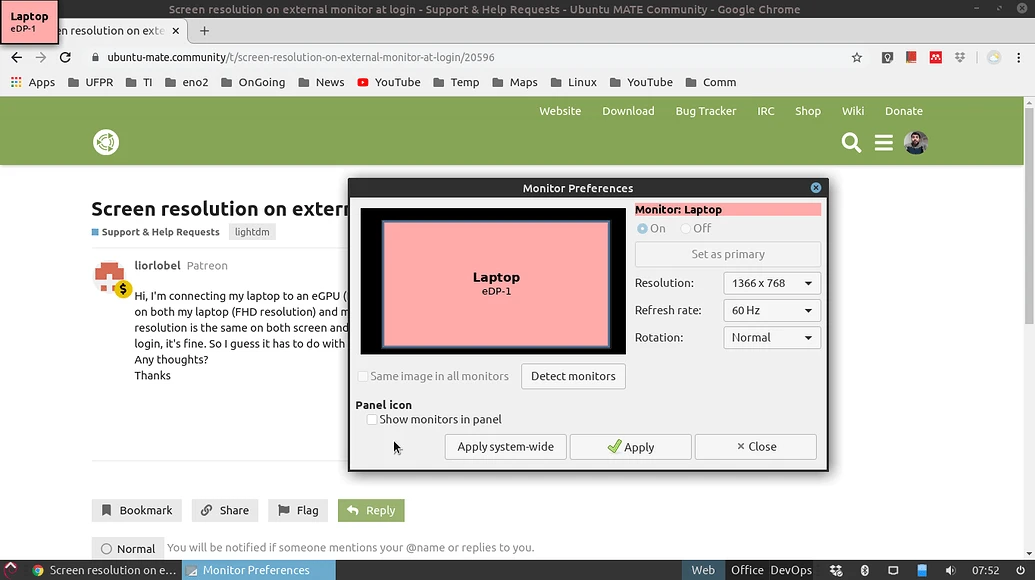 Screen resolution on external monitor at login - Support & Help Requests - Ubuntu MATE Community - Google Chrome
Laptop
eDP-1
en resolution on exte
ubuntu-mate.community/t/screen-resolution-on-external-monitor-at-login/20596
Apps UFPR TI eno2 OnGoing News YouTube Temp Maps Linux YouTube Comm
Website Download Bug Tracker IRC Shop Wiki Donate
Screen resolution on extern
Support & Help Requests lightdm
liorlobel Patreon
$
Hi, I'm connecting my laptop to an eGPU (
on both my laptop (FHD resolution) and m
resolution is the same on both screen and
login, it's fine. So I guess it has to do with
Any thoughts?
Thanks
Monitor Preferences
Laptop
eDP-1
Monitor: Laptop
On Off
Set as primary
Resolution: 1366 x 768
Refresh rate: 60 Hz
Rotation: Normal
Same image in all monitors Detect monitors
Panel icon
Show monitors in panel
Apply system-wide Apply Close
Bookmark Share Flag Reply
Normal You will be notified if someone mentions your @name or replies to you.
Screen resolution on e... Monitor Preferences Web Office DevOps 07:52